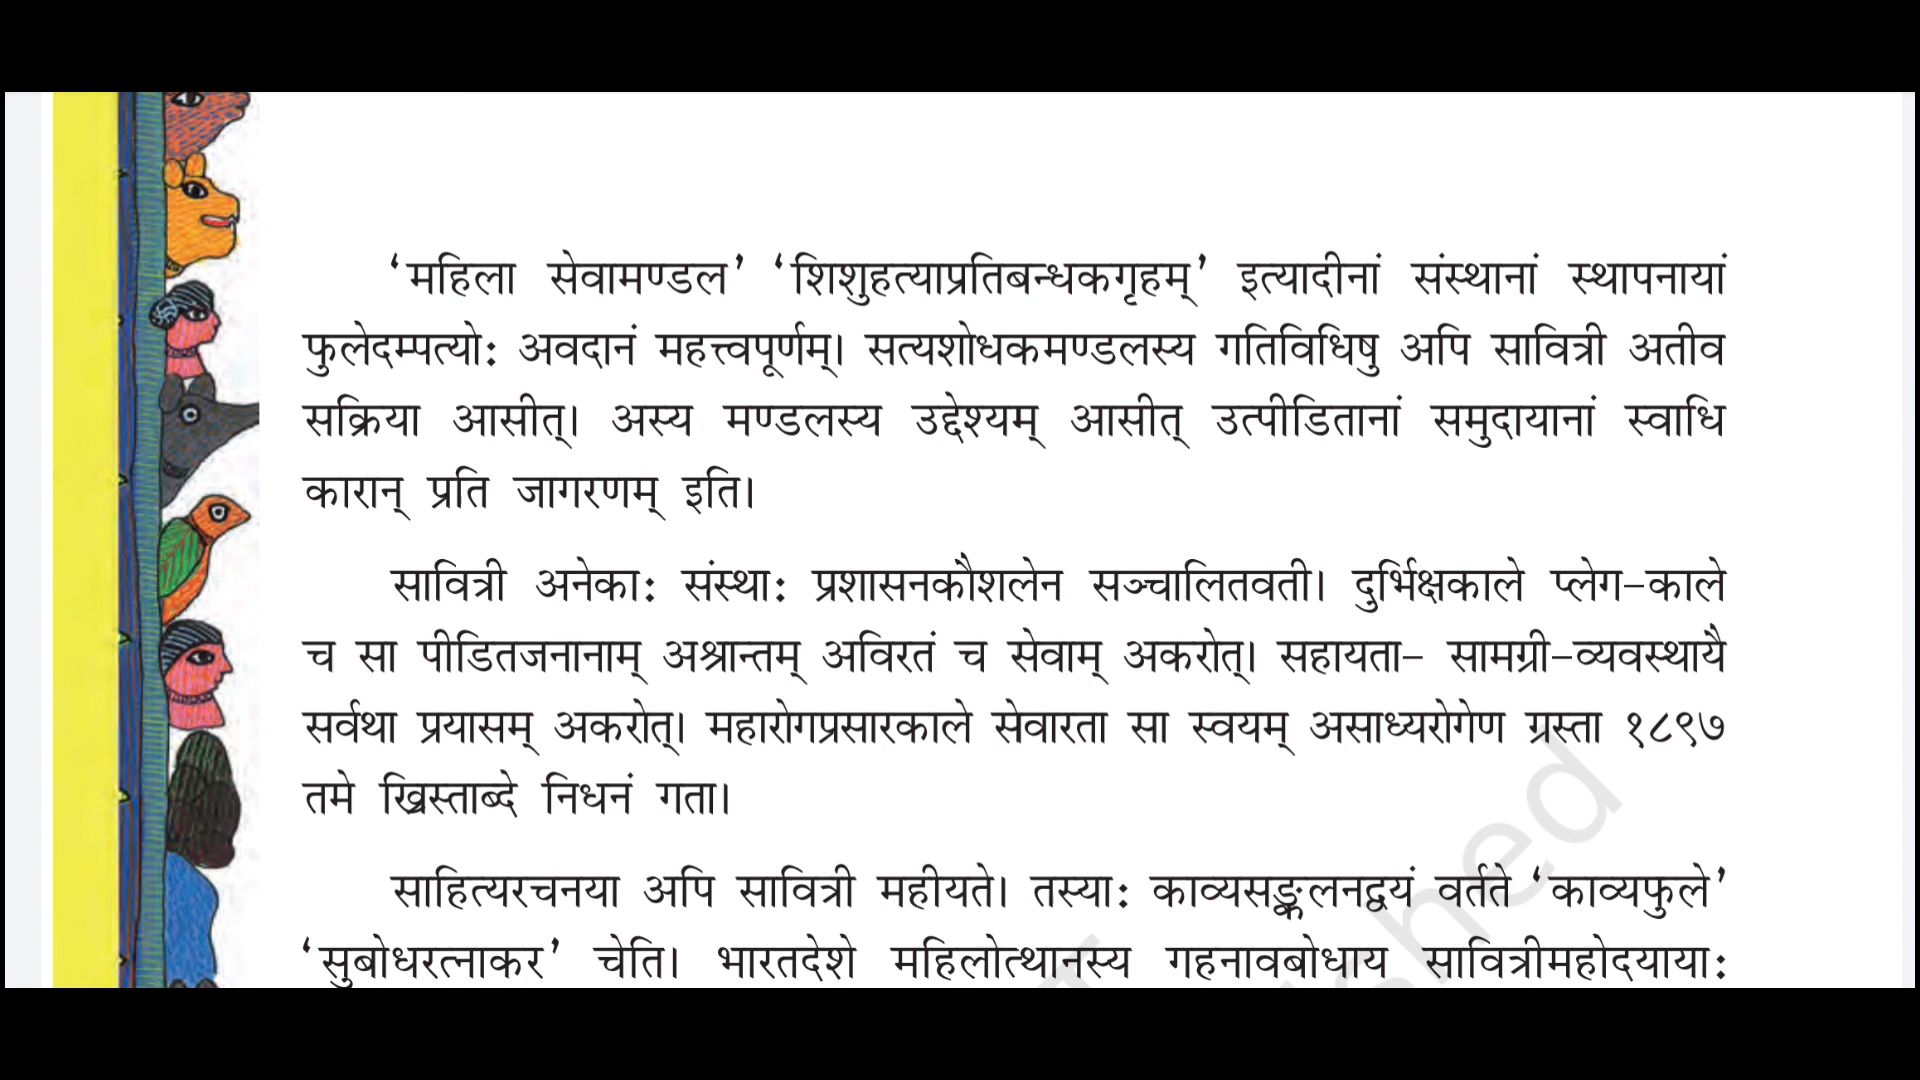 ‘महिला सेवामण्डल’ ‘शिशुहत्याप्रतिबन्धकगृहम्’ इत्यादीनां संस्थानां स्थापनायां
फुलेदम्पत्योः अवदानं महत्त्वपूर्णम्। सत्यशोधकमण्डलस्य गतिविधिषु अपि सावित्री अतीव
सक्रिया आसीत्। अस्य मण्डलस्य उद्देश्यम् आसीत् उत्पीडितानां समुदायानां स्वाधि
कारान् प्रति जागरणम् इति।
सावित्री अनेकाः संस्थाः प्रशासनकौशलेन सञ्चालितवती। दुर्भिक्षकाले प्लेग-काले
च सा पीडितजनानाम् अश्रान्तम् अविरतं च सेवाम् अकरोत्। सहायता- सामग्री-व्यवस्थायै
सर्वथा प्रयासम् अकरोत्। महारोगप्रसारकाले सेवारता सा स्वयम् असाध्यरोगेण ग्रस्ता १८९७
तमे ख्रिस्ताब्दे निधनं गता।
साहित्यरचनया अपि सावित्री महीयते। तस्याः काव्यसङ्कलनद्वयं वर्तते ‘काव्यफुले’
‘सुबोधरत्नाकर’ चेति। भारतदेशे महिलोत्थानस्य गहनावबोधाय सावित्रीमहोदयायाः